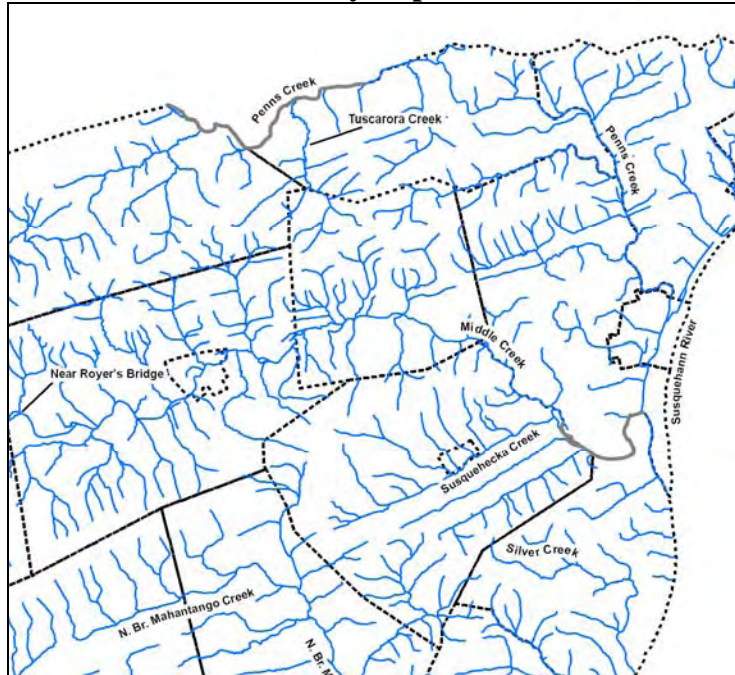 Penns Creek
Tuscarora Creek
Penns Creek
Middle Creek
Near Royer's Bridge
Susquehann River
Susquehecka Creek
Silver Creek
N. Br. Mahantango Creek
N. Br. M